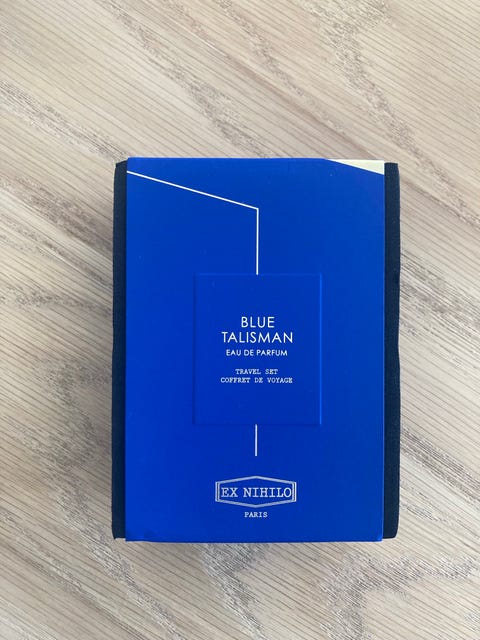 BLUE
TALISMAN
EAU DE PARFUM
TRAVEL SET
COFFRET DE VOYAGE
EX NIHILO
PARIS